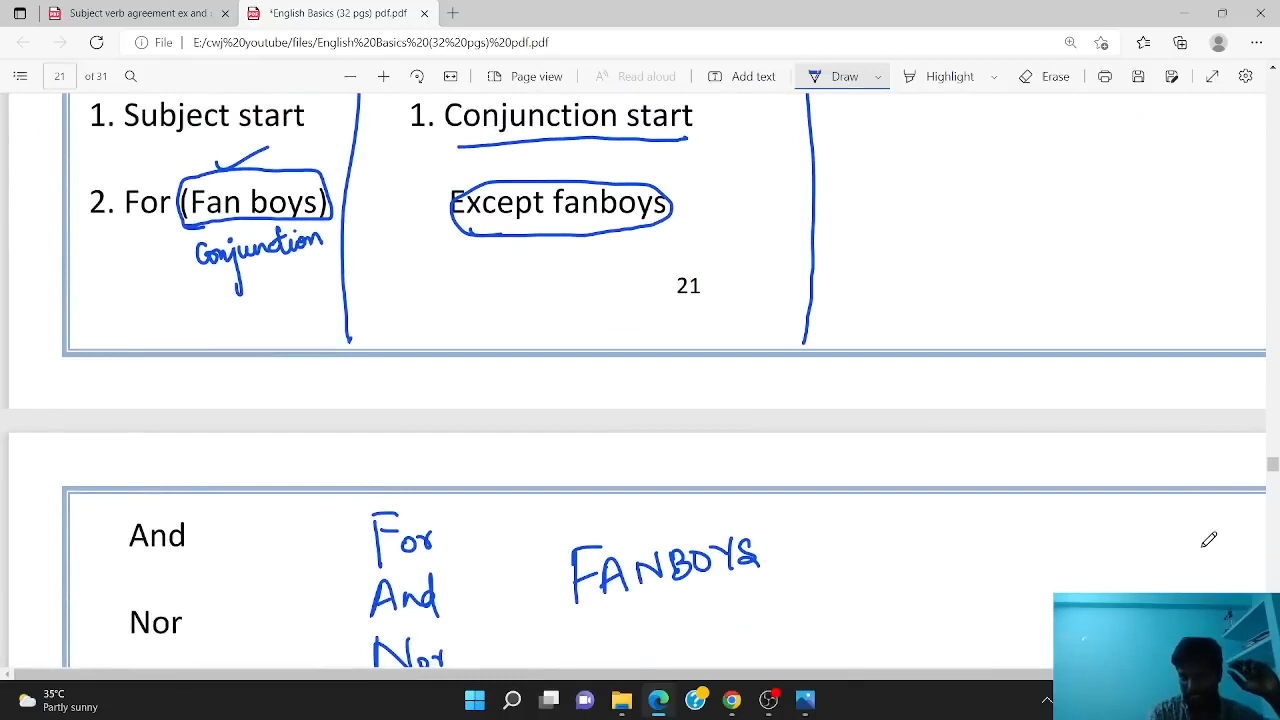 Subject verb agreement ex and
*English Basics (32 pgs) pdf.pdf
File E:/cwj%20youtube/files/English%20Basics%20(32%20pgs)%20pdf.pdf
21 of 31 Page view Read aloud Add text Draw Highlight Erase
1. Subject start 1. Conjunction start
2. For (Fan boys) Except fanboys
Conjunction
21
And For FANBOYS
And
Nor Nor
35°C
Partly sunny